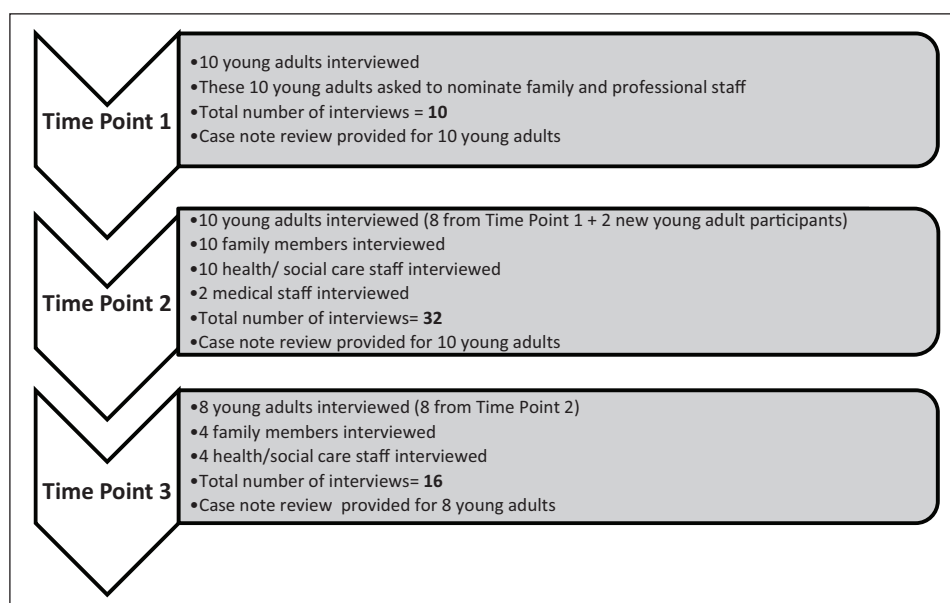 Time Point 1
•10 young adults interviewed
•These 10 young adults asked to nominate family and professional staff
•Total number of interviews = 10
•Case note review provided for 10 young adults
Time Point 2
•10 young adults interviewed (8 from Time Point 1 + 2 new young adult participants)
•10 family members interviewed
•10 health/ social care staff interviewed
•2 medical staff interviewed
•Total number of interviews= 32
•Case note review provided for 10 young adults
Time Point 3
•8 young adults interviewed (8 from Time Point 2)
•4 family members interviewed
•4 health/social care staff interviewed
•Total number of interviews= 16
•Case note review  provided for 8 young adults